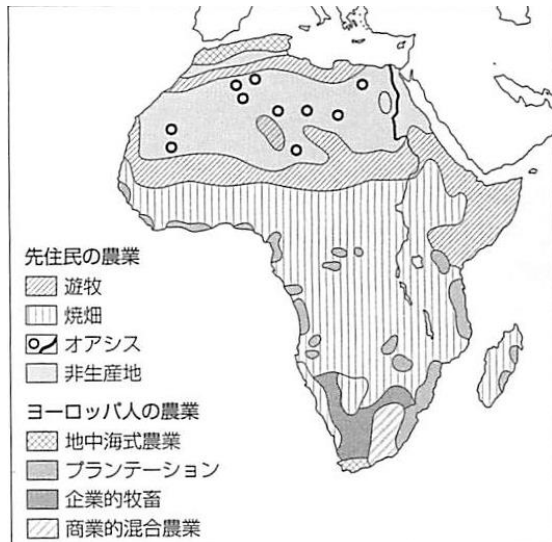 先住民の農業
遊牧
焼畑
オアシス
非生産地
ヨーロッパ人の農業
地中海式農業
プランテーション
企業的牧畜
商業的混合農業